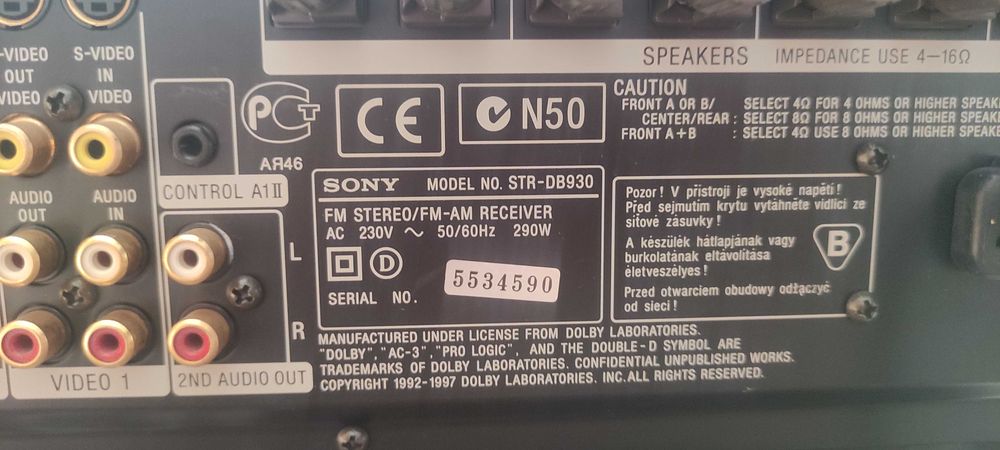 S-VIDEO
IN
VIDEO
-VIDEO
OUT
VIDEO
AUDIO
OUT
AUDIO
IN
VIDEO 1
CONTROL A1II
L
R
2ND AUDIO OUT
SPEAKERS IMPEDANCE USE 4–16Ω
РСТ
АЯ46
CE
N50
CAUTION
FRONT A OR B/ SELECT 4Ω FOR 4 OHMS OR HIGHER SPEAKE
CENTER/REAR : SELECT 8Ω FOR 8 OHMS OR HIGHER SPEAK
FRONT A+B : SELECT 4Ω USE 8 OHMS OR HIGHER SPEAK
SONY MODEL NO. STR-DB930
FM STEREO/FM-AM RECEIVER
AC 230V ～ 50/60Hz 290W
D
SERIAL NO. 5534590
Pozor! V přístroji je vysoké napětí!
Před sejmutím krytu vytáhněte vidlici ze
síťové zásuvky!
A készülék hátlapjának vagy
burkolatának eltávolítása
életveszélyes!
Przed otwarciem obudowy odłączyć
od sieci!
B
MANUFACTURED UNDER LICENSE FROM DOLBY LABORATORIES.
"DOLBY", "AC-3", "PRO LOGIC", AND THE DOUBLE-D SYMBOL ARE
TRADEMARKS OF DOLBY LABORATORIES. CONFIDENTIAL UNPUBLISHED WORKS.
COPYRIGHT 1992-1997 DOLBY LABORATORIES. INC.ALL RIGHTS RESERVED.